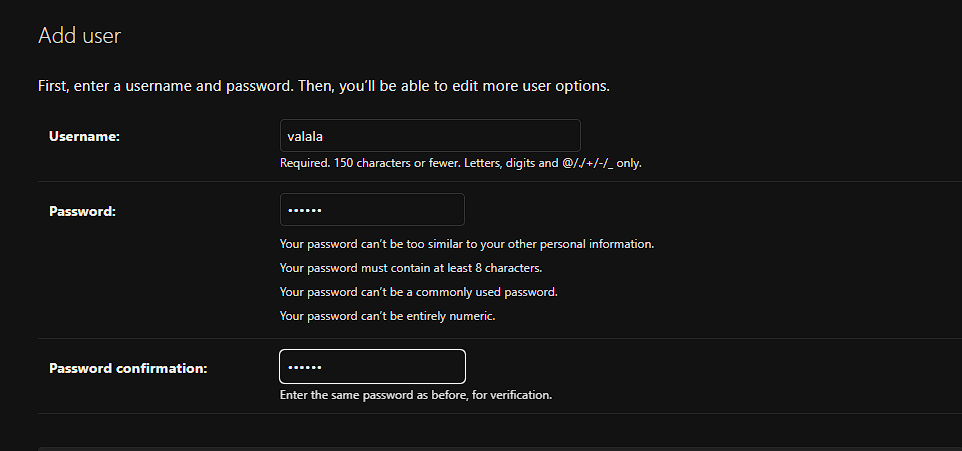 Add user
First, enter a username and password. Then, you’ll be able to edit more user options.
Username:
valala
Required. 150 characters or fewer. Letters, digits and @/./+/-/_ only.
Password:
••••••
Your password can’t be too similar to your other personal information.
Your password must contain at least 8 characters.
Your password can’t be a commonly used password.
Your password can’t be entirely numeric.
Password confirmation:
••••••
Enter the same password as before, for verification.